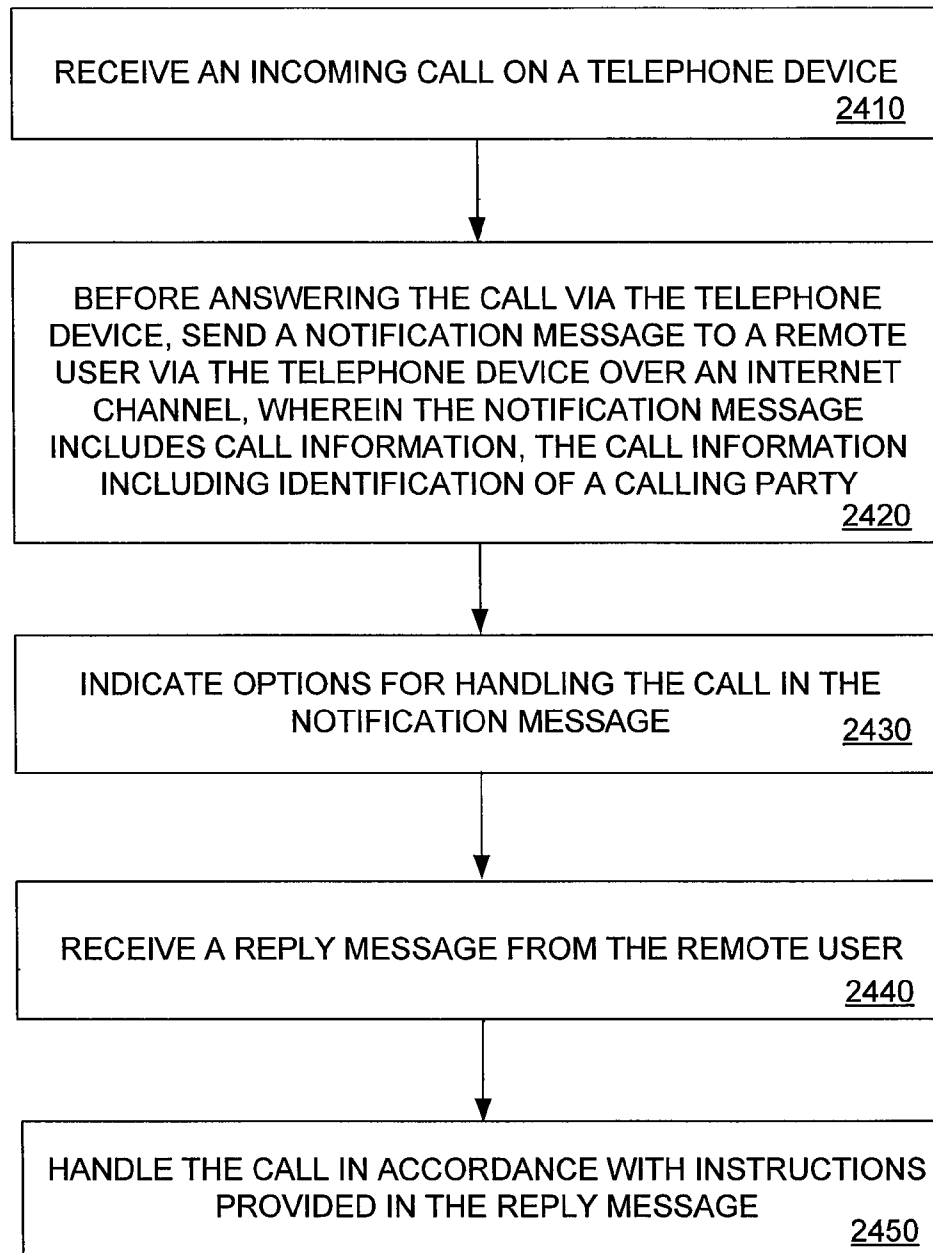 RECEIVE AN INCOMING CALL ON A TELEPHONE DEVICE
2410
BEFORE ANSWERING THE CALL VIA THE TELEPHONE
DEVICE, SEND A NOTIFICATION MESSAGE TO A REMOTE
USER VIA THE TELEPHONE DEVICE OVER AN INTERNET
CHANNEL, WHEREIN THE NOTIFICATION MESSAGE
INCLUDES CALL INFORMATION, THE CALL INFORMATION
INCLUDING IDENTIFICATION OF A CALLING PARTY
2420
INDICATE OPTIONS FOR HANDLING THE CALL IN THE
NOTIFICATION MESSAGE
2430
RECEIVE A REPLY MESSAGE FROM THE REMOTE USER
2440
HANDLE THE CALL IN ACCORDANCE WITH INSTRUCTIONS
PROVIDED IN THE REPLY MESSAGE
2450